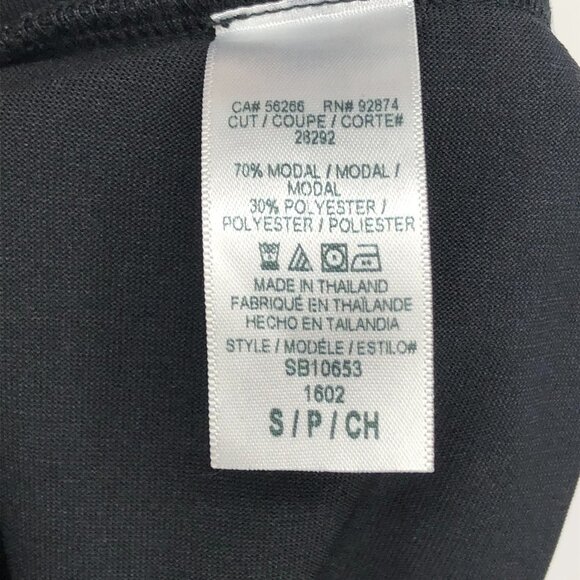 CA# 56266 RN# 92874
CUT / COUPE / CORTE#
28292
70% MODAL / MODAL /
MODAL
30% POLYESTER /
POLYESTER / POLIESTER
MADE IN THAILAND
FABRIQUÉ EN THAÏLANDE
HECHO EN TAILANDIA
STYLE / MODÈLE / ESTILO#
SB10653
1602
S / P / CH